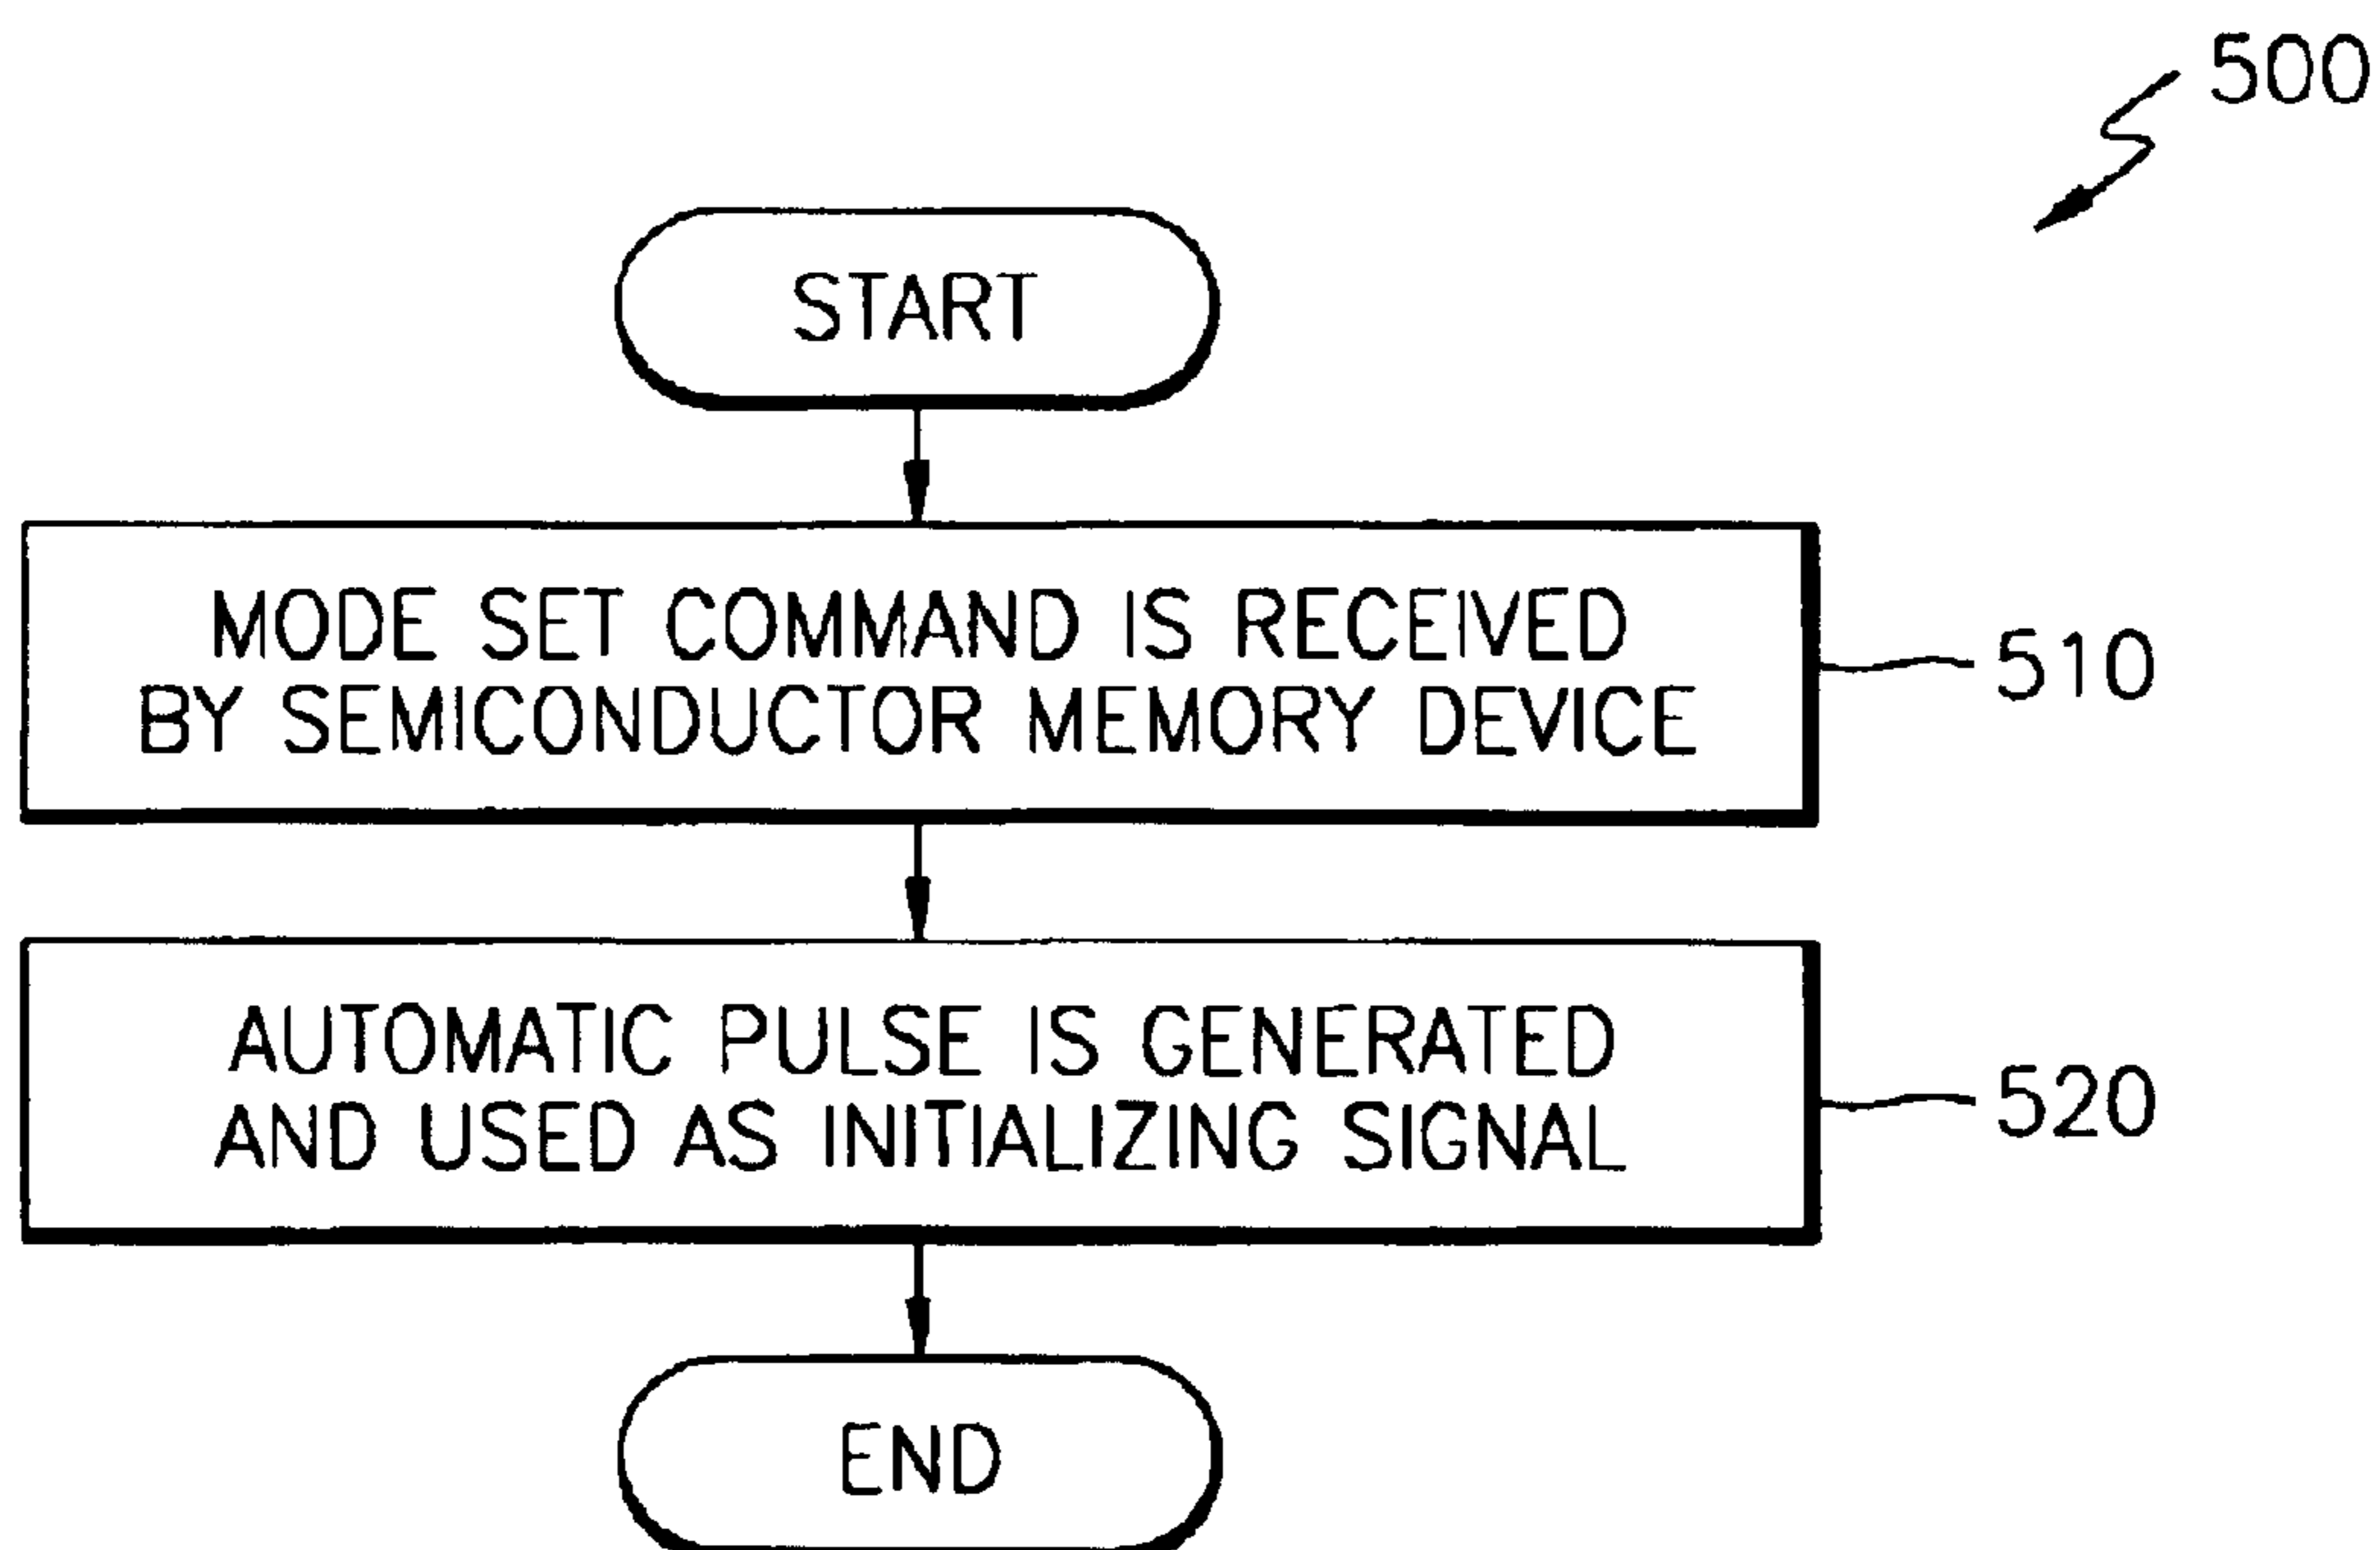 500
START
MODE SET COMMAND IS RECEIVED
BY SEMICONDUCTOR MEMORY DEVICE
510
AUTOMATIC PULSE IS GENERATED
AND USED AS INITIALIZING SIGNAL
520
END